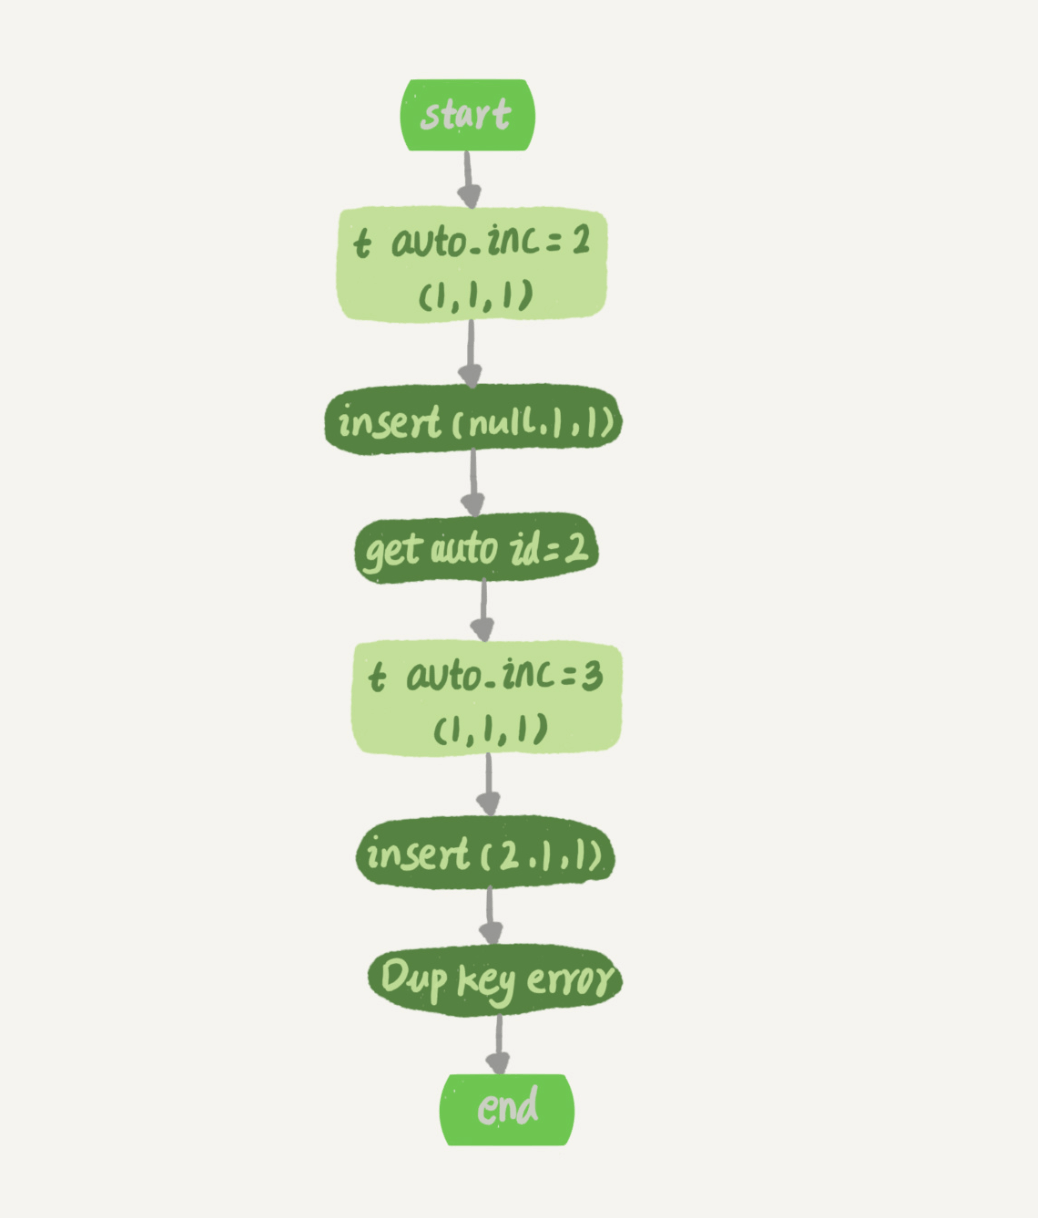 start
t auto_inc=2
(1,1,1)
insert(null.1,1)
get auto id=2
t auto_inc=3
(1,1,1)
insert(2.1,1)
Dup key error
end